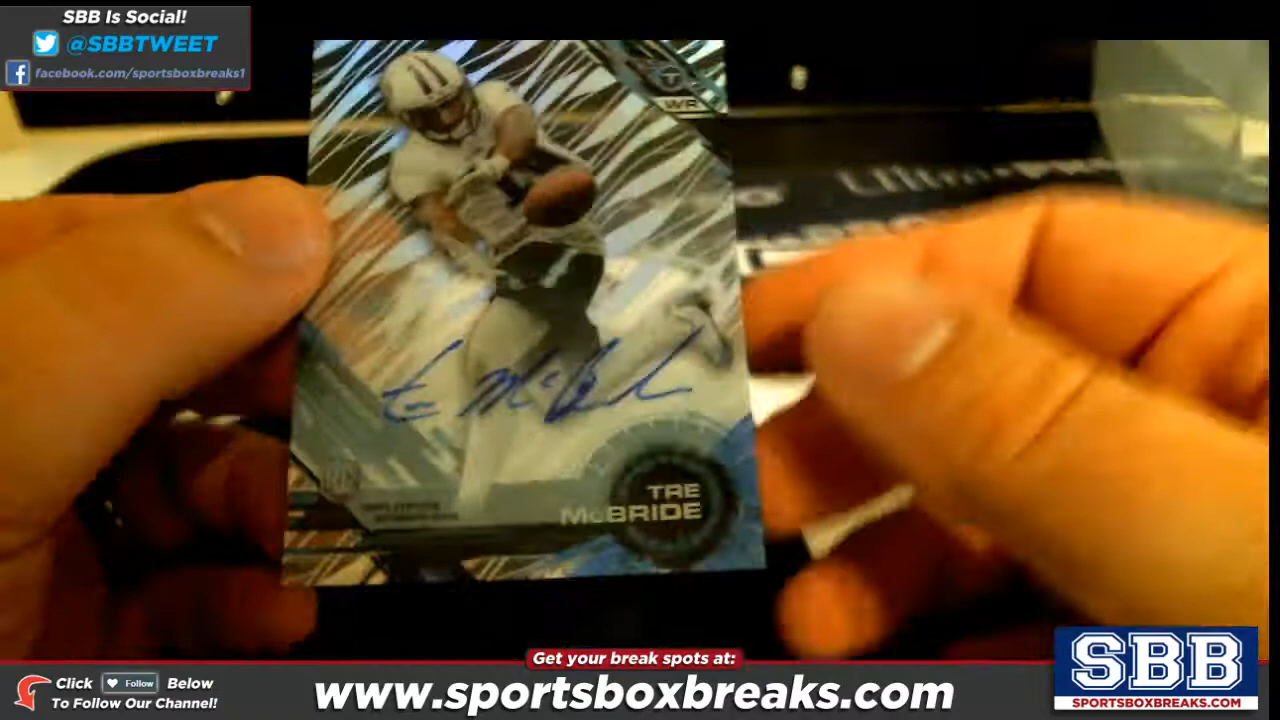 SBB Is Social!
@SBBTWEET
facebook.com/sportsboxbreaks1
WR
Ultra
TRE
McBRIDE
Get your break spots at:
Click Follow Below
To Follow Our Channel!
www.sportsboxbreaks.com
SBB
SPORTSBOXBREAKS.COM